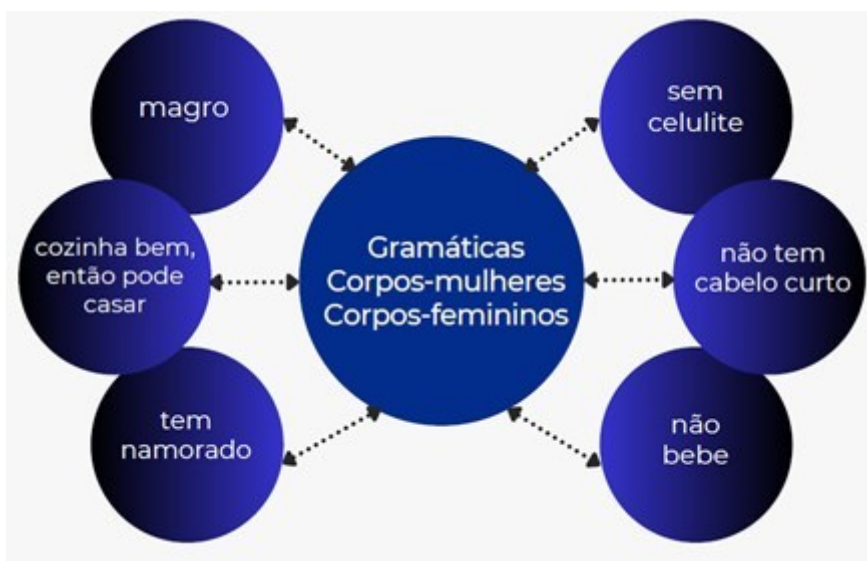 magro
cozinha bem,
então pode
casar
tem
namorado
Gramáticas
Corpos-mulheres
Corpos-femininos
sem
celulite
não tem
cabelo curto
não
bebe